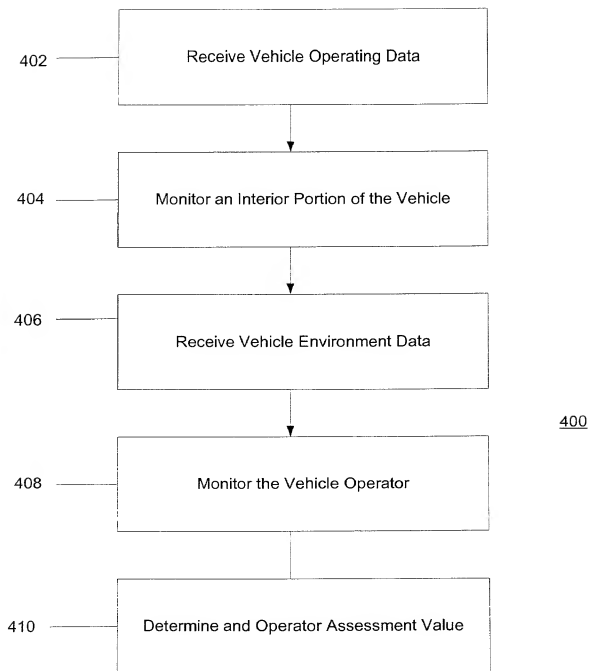 402
Receive Vehicle Operating Data
404
Monitor an Interior Portion of the Vehicle
406
Receive Vehicle Environment Data
400
408
Monitor the Vehicle Operator
410
Determine and Operator Assessment Value